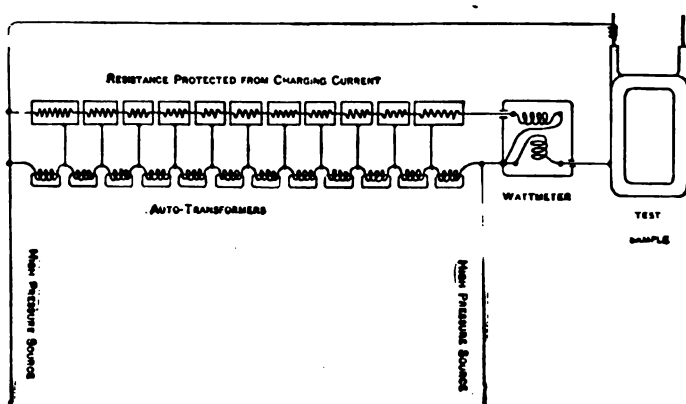 RESISTANCE PROTECTED FROM CHARGING CURRENT
AUTO-TRANSFORMERS
WATTMETER
TEST
SAMPLE
HIGH PRESSURE SOURCE
HIGH PRESSURE SOURCE